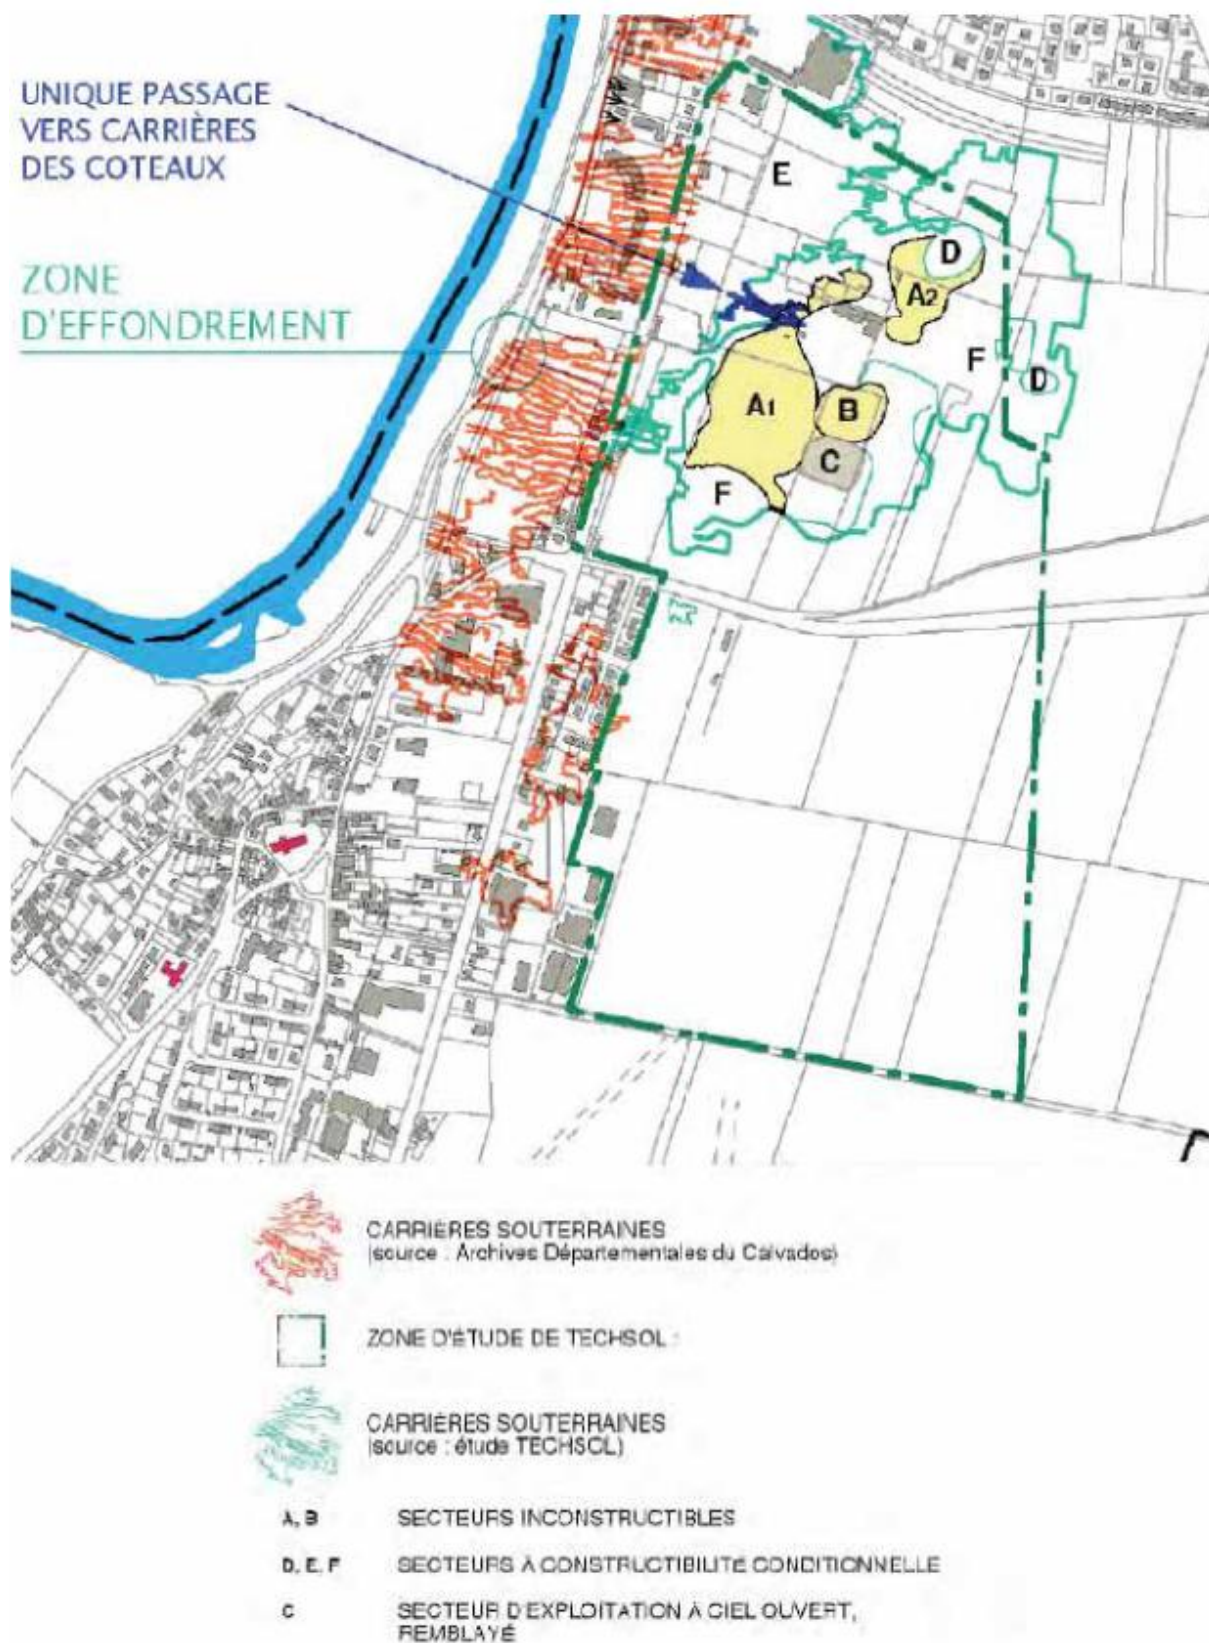 UNIQUE PASSAGE
VERS CARRIÈRES
DES COTEAUX
ZONE
D'EFFONDREMENT
E
D
A2
F
D
A1
B
C
F
CARRIÈRES SOUTERRAINES
(source : Archives Départementales du Calvados)
ZONE D'ÉTUDE DE TECHSOL :
CARRIÈRES SOUTERRAINES
(source : étude TECHSOL)
A, B SECTEURS INCONSTRUCTIBLES
D, E, F SECTEURS À CONSTRUCTIBILITÉ CONDITIONNELLE
C SECTEUR D'EXPLOITATION À CIEL OUVERT,
REMBLAYÉ